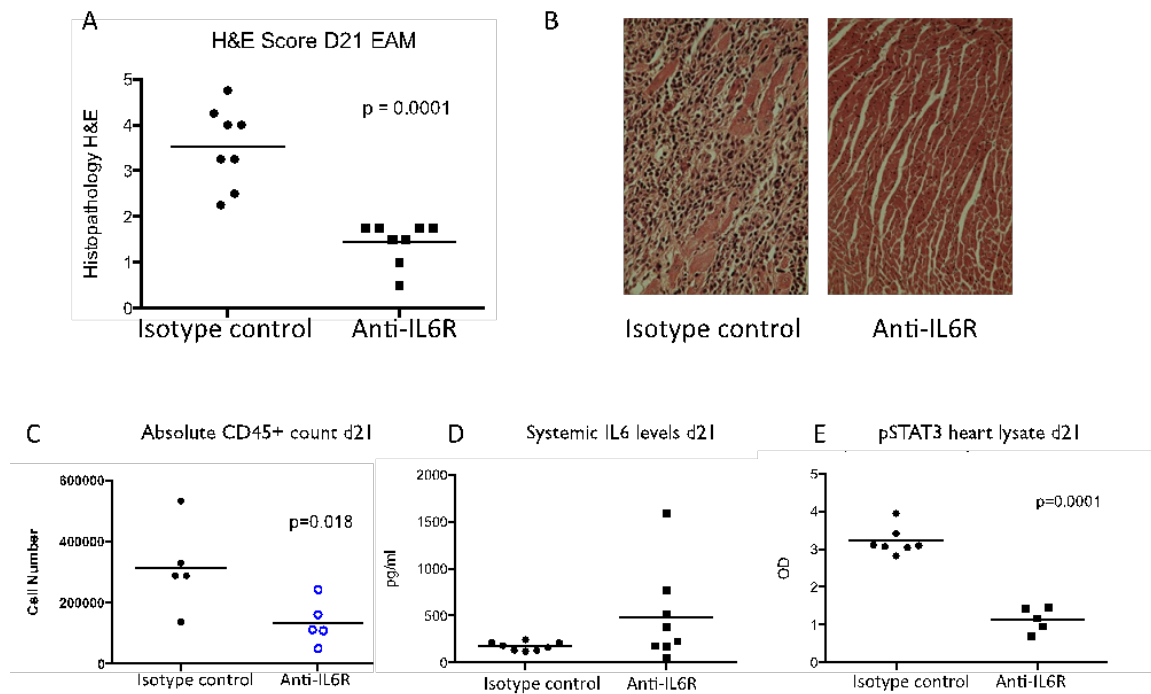 A
H&E Score D21 EAM
Histopathology H&E
5
4
3
2
1
0
p = 0.0001
Isotype control
Anti-IL6R
B
Isotype control
Anti-IL6R
C
Absolute CD45+ count d21
Cell Number
600000
400000
200000
0
p=0.018
Isotype control
Anti-IL6R
D
Systemic IL6 levels d21
pg/ml
2000
1500
1000
500
0
Isotype control
Anti-IL6R
E
pSTAT3 heart lysate d21
OD
5
4
3
2
1
0
p=0.0001
Isotype control
Anti-IL6R